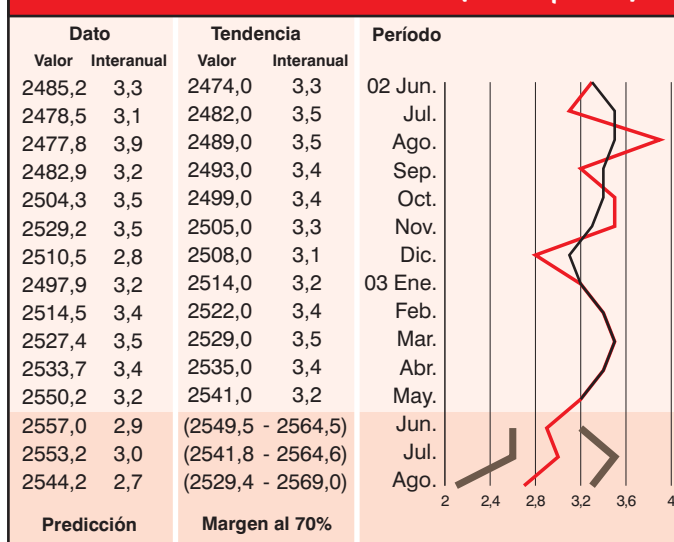 Dato Tendencia Período
Valor Interanual Valor Interanual
2485,2 3,3 2474,0 3,3 02 Jun.
2478,5 3,1 2482,0 3,5 Jul.
2477,8 3,9 2489,0 3,5 Ago.
2482,9 3,2 2493,0 3,4 Sep.
2504,3 3,5 2499,0 3,4 Oct.
2529,2 3,5 2505,0 3,3 Nov.
2510,5 2,8 2508,0 3,1 Dic.
2497,9 3,2 2514,0 3,2 03 Ene.
2514,5 3,4 2522,0 3,4 Feb.
2527,4 3,5 2529,0 3,5 Mar.
2533,7 3,4 2535,0 3,4 Abr.
2550,2 3,2 2541,0 3,2 May.
2557,0 2,9 (2549,5 - 2564,5) Jun.
2553,2 3,0 (2541,8 - 2564,6) Jul.
2544,2 2,7 (2529,4 - 2569,0) Ago.
2 2,4 2,8 3,2 3,6 4
Predicción Margen al 70%